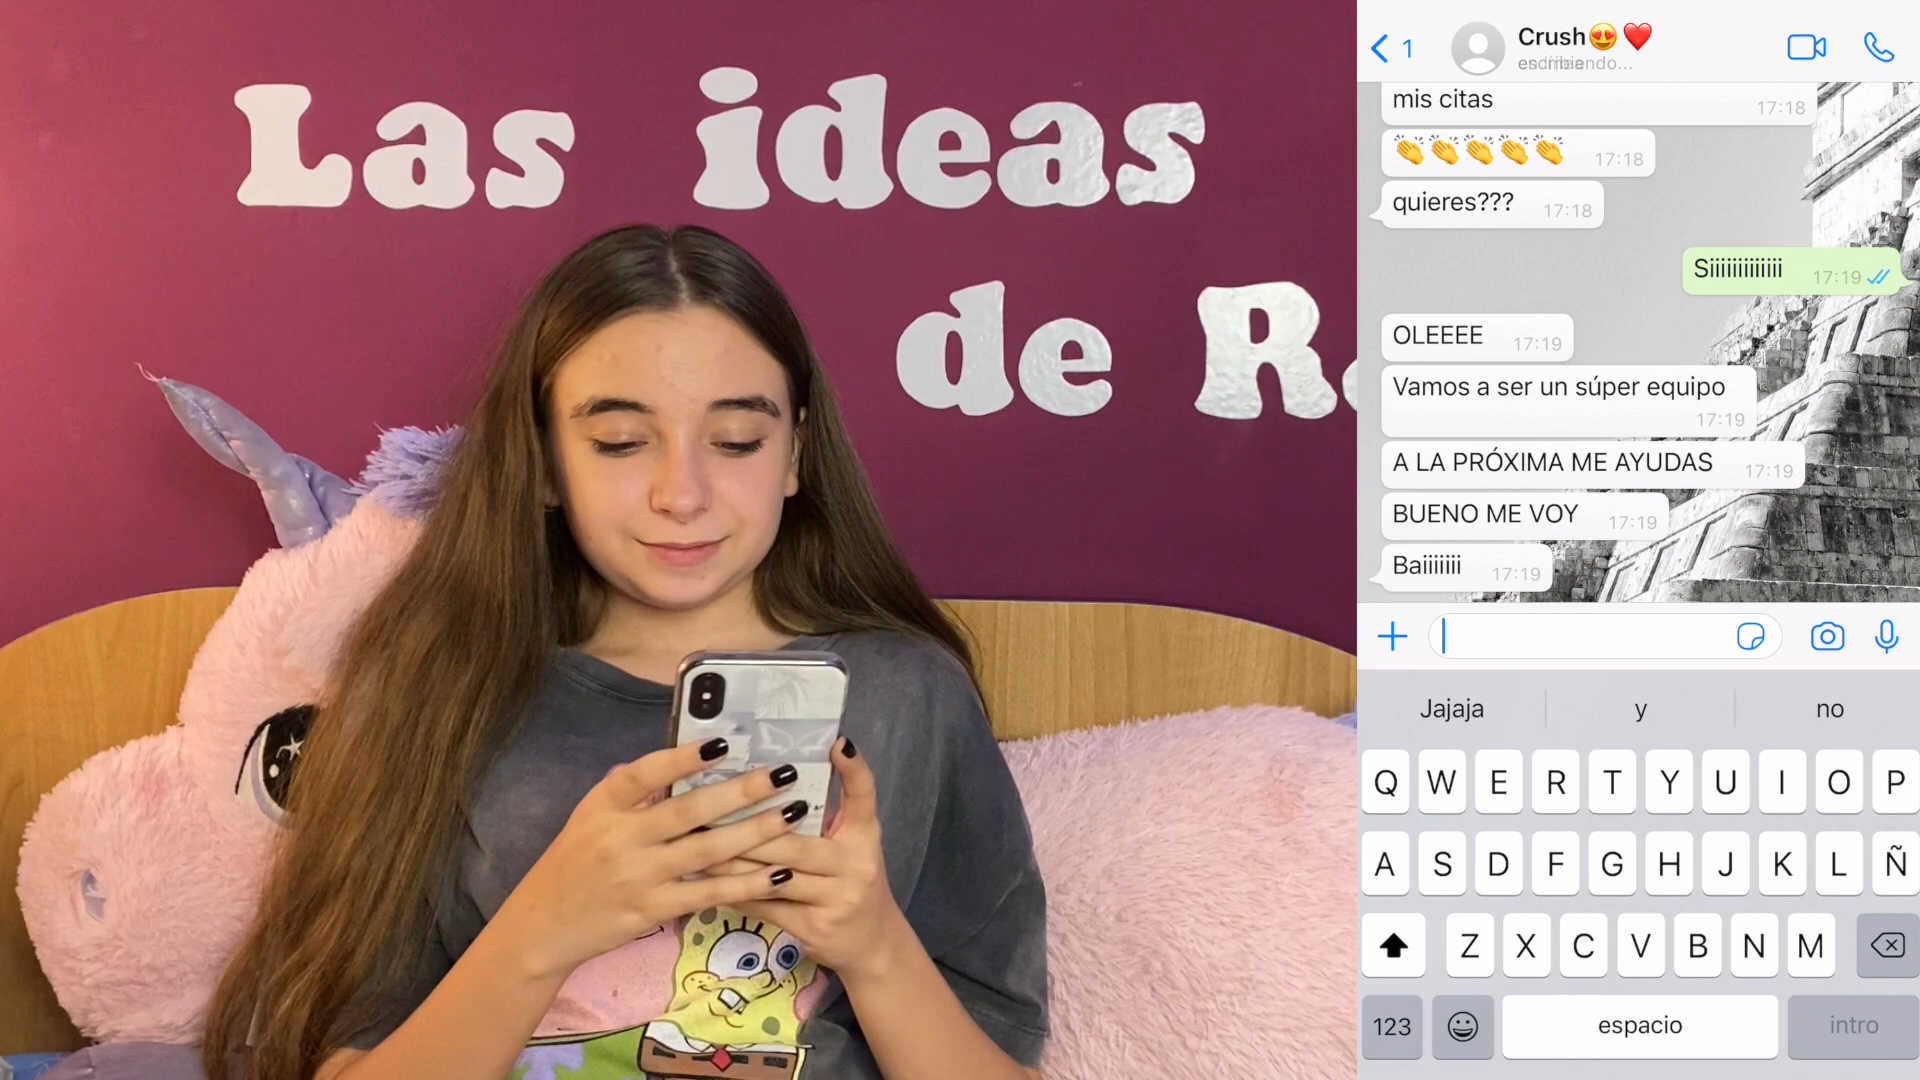 Las ideas
de R
1
Crush😍❤️
mis citas
17:18
👏👏👏👏👏
17:18
quieres???
17:18
Siiiiiiiiiiiii
17:19
OLEEEE
17:19
Vamos a ser un súper equipo
17:19
A LA PRÓXIMA ME AYUDAS
17:19
BUENO ME VOY
17:19
Baiiiiiii
17:19
Jajaja y no
Q W E R T Y U I O P
A S D F G H J K L Ñ
Z X C V B N M
123 espacio intro